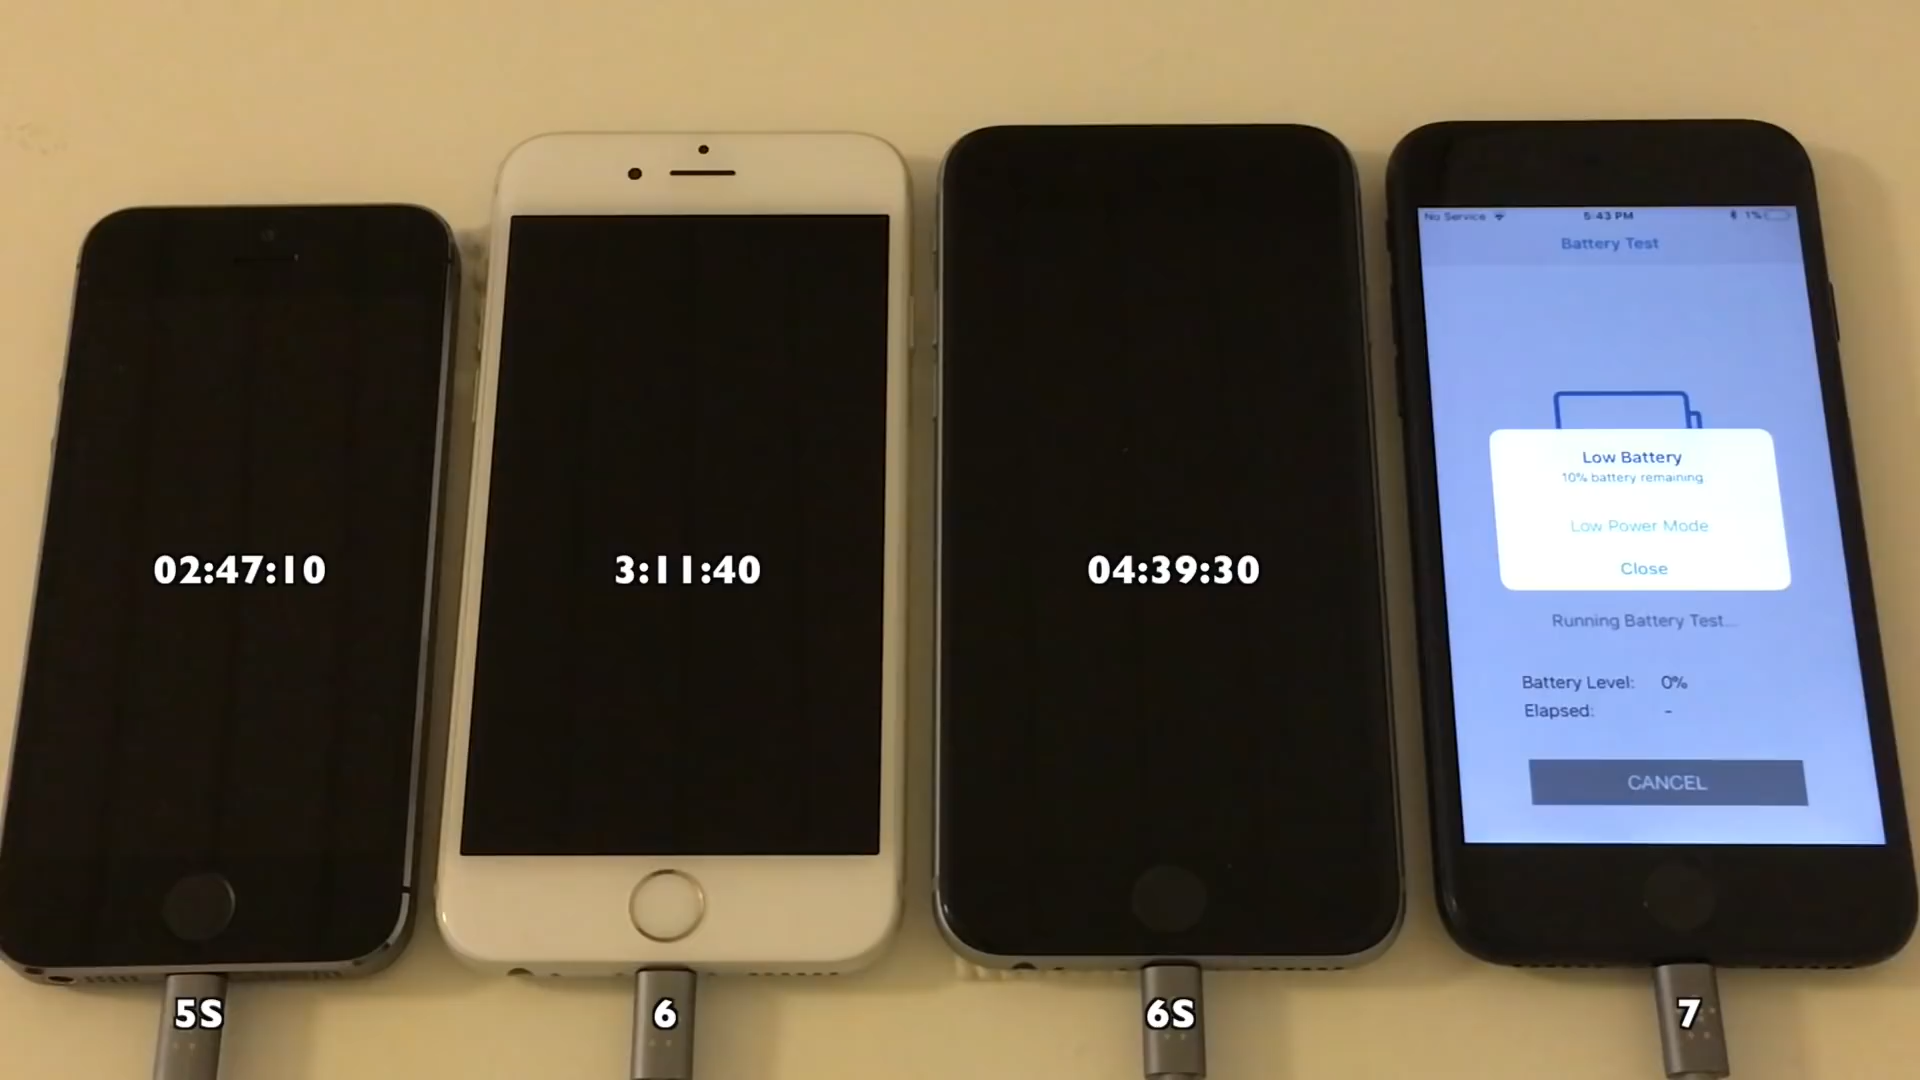 No Service
5:43 PM
1%
Battery Test
Low Battery
10% battery remaining
Low Power Mode
Close
Running Battery Test...
Battery Level: 0%
Elapsed: -
CANCEL
02:47:10
3:11:40
04:39:30
5S
6
6S
7